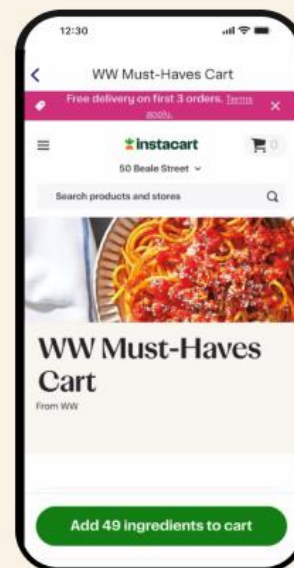 12:30
WW Must-Haves Cart
Free delivery on first 3 orders. Terms
apply.
instacart
0
50 Beale Street
Search products and stores
WW Must-Haves
Cart
From WW
Add 49 ingredients to cart